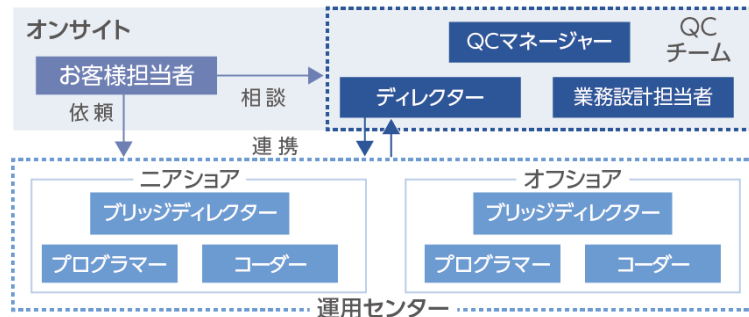 オンサイト
QC
チーム
QCマネージャー
お客様担当者
相談
ディレクター
業務設計担当者
依頼
連携
ニアショア
オフショア
ブリッジディレクター
ブリッジディレクター
プログラマー
コーダー
プログラマー
コーダー
運用センター